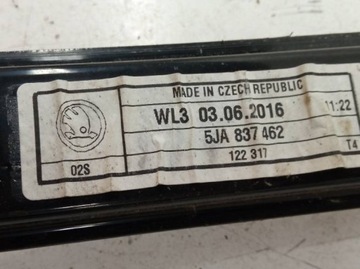 MADE IN CZECH REPUBLIC
WL3 03.06.2016 11:22
5JA 837 462
02S 122 317 T4